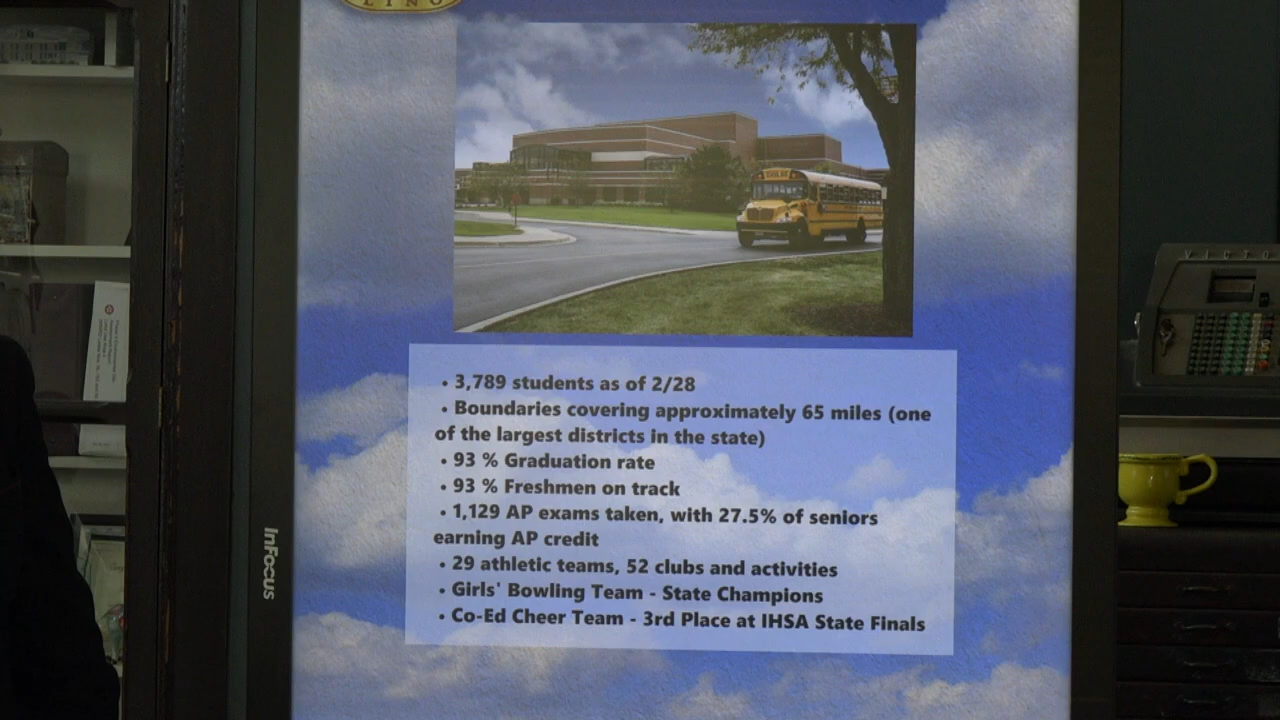 LING
• 3,789 students as of 2/28
• Boundaries covering approximately 65 miles (one
of the largest districts in the state)
• 93 % Graduation rate
• 93 % Freshmen on track
• 1,129 AP exams taken, with 27.5% of seniors
earning AP credit
• 29 athletic teams, 52 clubs and activities
• Girls' Bowling Team - State Champions
• Co-Ed Cheer Team - 3rd Place at IHSA State Finals
InFocus